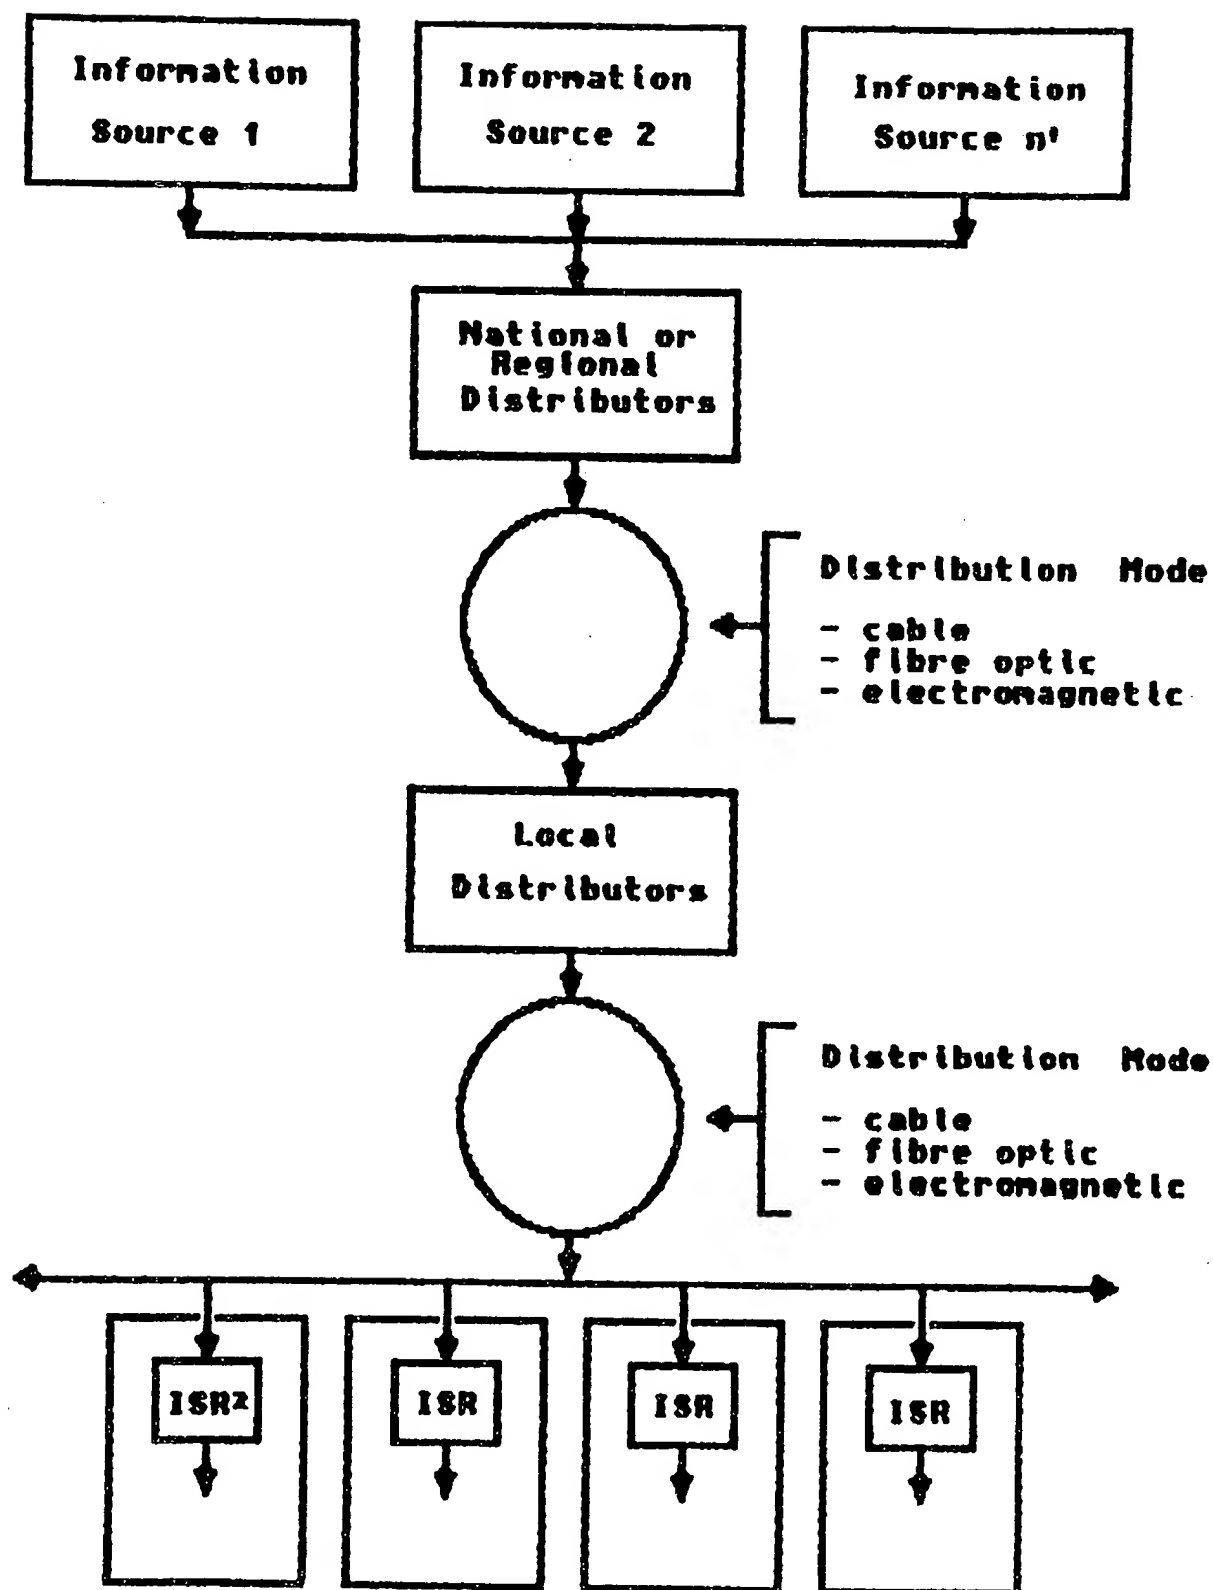 Information
Source 1
Information
Source 2
Information
Source n'
National or
Regional
Distributors
Distribution Mode
- cable
- fibre optic
- electromagnetic
Local
Distributors
Distribution Mode
- cable
- fibre optic
- electromagnetic
ISR²
ISR
ISR
ISR